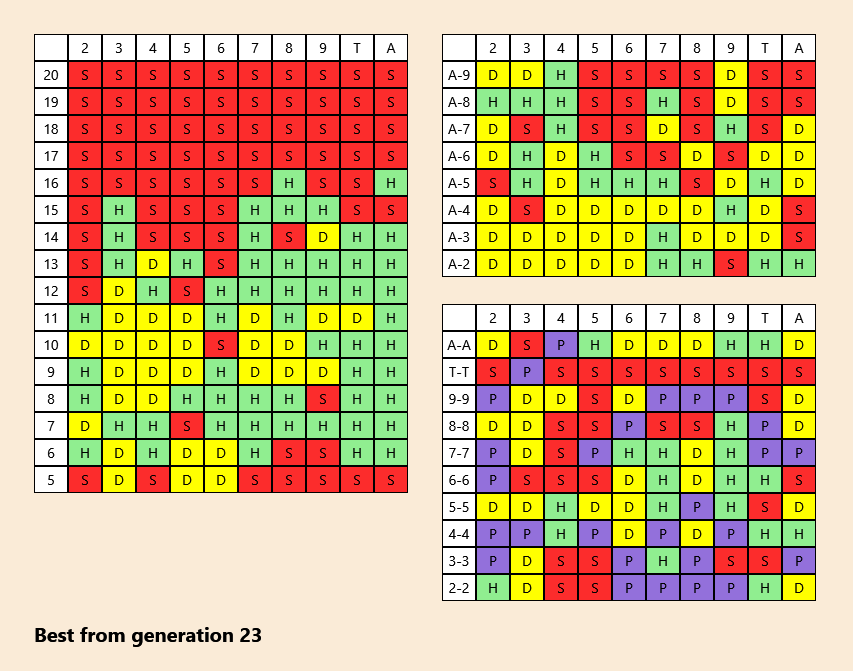 2 3 4 5 6 7 8 9 T A
20 S S S S S S S S S S
19 S S S S S S S S S S
18 S S S S S S S S S S
17 S S S S S S S S S S
16 S S S S S S H S S H
15 S H S S S H H H S S
14 S H S S S H S D H H
13 S H D H S H H H H H
12 S D H S H H H H H H
11 H D D D H D H D D H
10 D D D D S D D H H H
9 H D D D H D D D H H
8 H D D H H H H S H H
7 D H H S H H H H H H
6 H D H D D H S S H H
5 S D S D D S S S S S
2 3 4 5 6 7 8 9 T A
A-9 D D H S S S S D S S
A-8 H H H S S H S D S S
A-7 D S H S S D S H S D
A-6 D H D H S S D S D D
A-5 S H D H H H S D H D
A-4 D S D D D D D H D S
A-3 D D D D D H D D D S
A-2 D D D D D H H S H H
2 3 4 5 6 7 8 9 T A
A-A D S P H D D D H H D
T-T S P S S S S S S S S
9-9 P D D S D P P P S D
8-8 D D S S P S S H P D
7-7 P D S P H H D H P P
6-6 P S S S D H D H H S
5-5 D D H D D H P H S D
4-4 P P H P D P D P H H
3-3 P D S S P H P S S P
2-2 H D S S P P P P H D
Best from generation 23